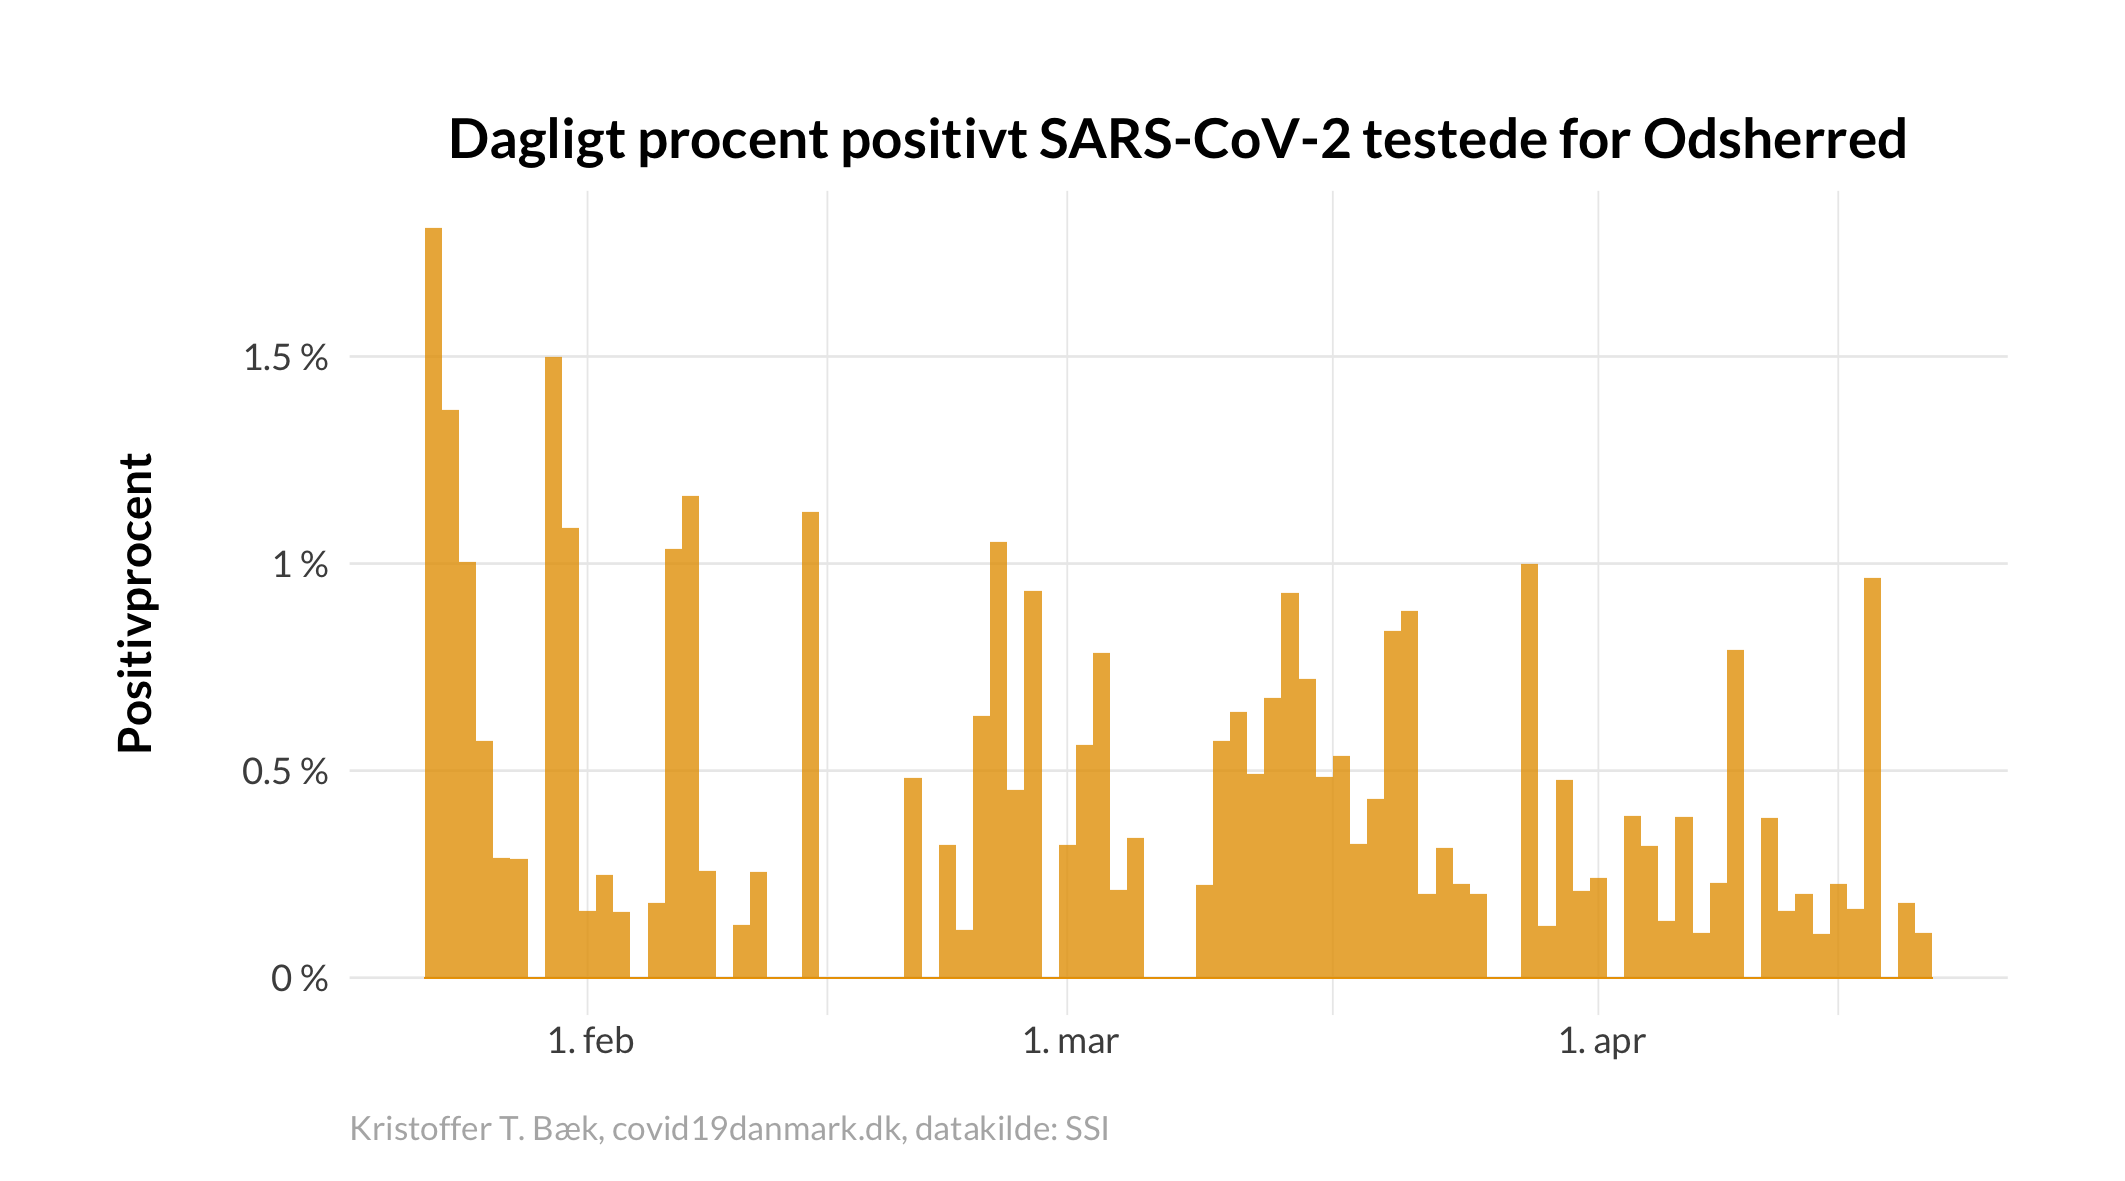 Dagligt procent positivt SARS-CoV-2 testede for Odsherred
Positivprocent
1.5 %
1 %
0.5 %
0 %
1. feb
1. mar
1. apr
Kristoffer T. Bæk, covid19danmark.dk, datakilde: SSI